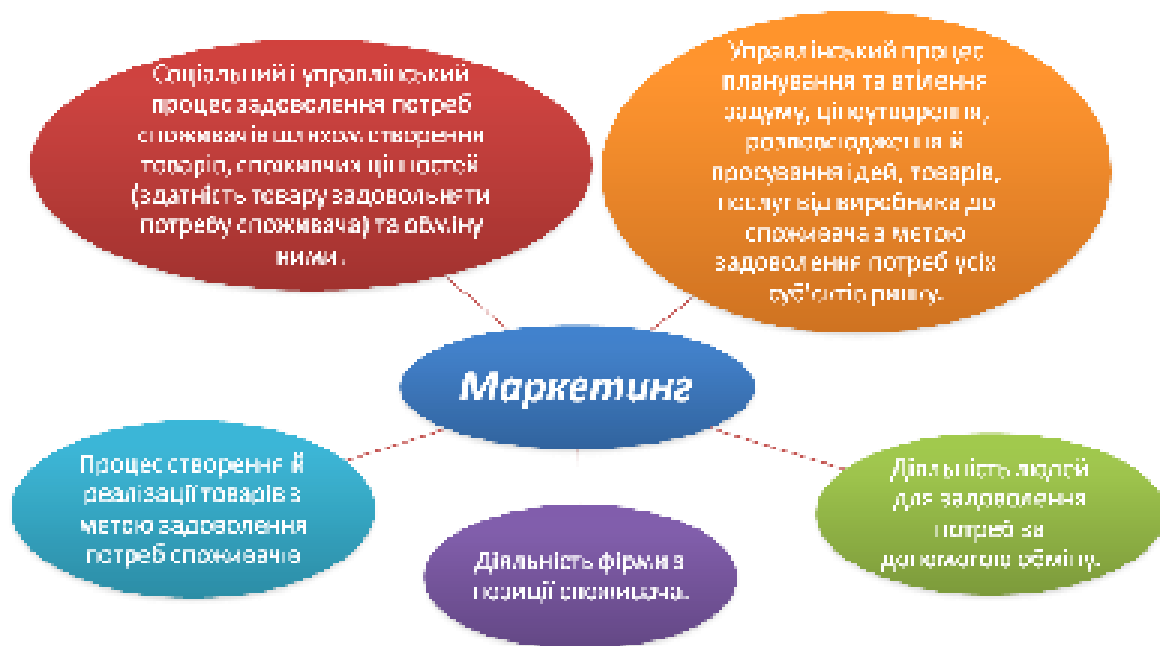 Соціальний і управлінський
процес задоволення потреб
споживачів шляхом створення
товарів, споживчих цінностей
(здатність товару задовольняти
потребу споживача) та обміну
ними.
Управлінський процес
планування та втілення
задуму, ціноутворення,
розповсюдження й
просування ідей, товарів,
послуг від виробника до
споживача з метою
задоволення потреб усіх
суб'єктів ринку.
Маркетинг
Процес створення й
реалізації товарів з
метою задоволення
потреб споживачів
Діяльність фірми з
позиції споживача.
Діяльність людей
для задоволення
потреб за
допомогою обміну.